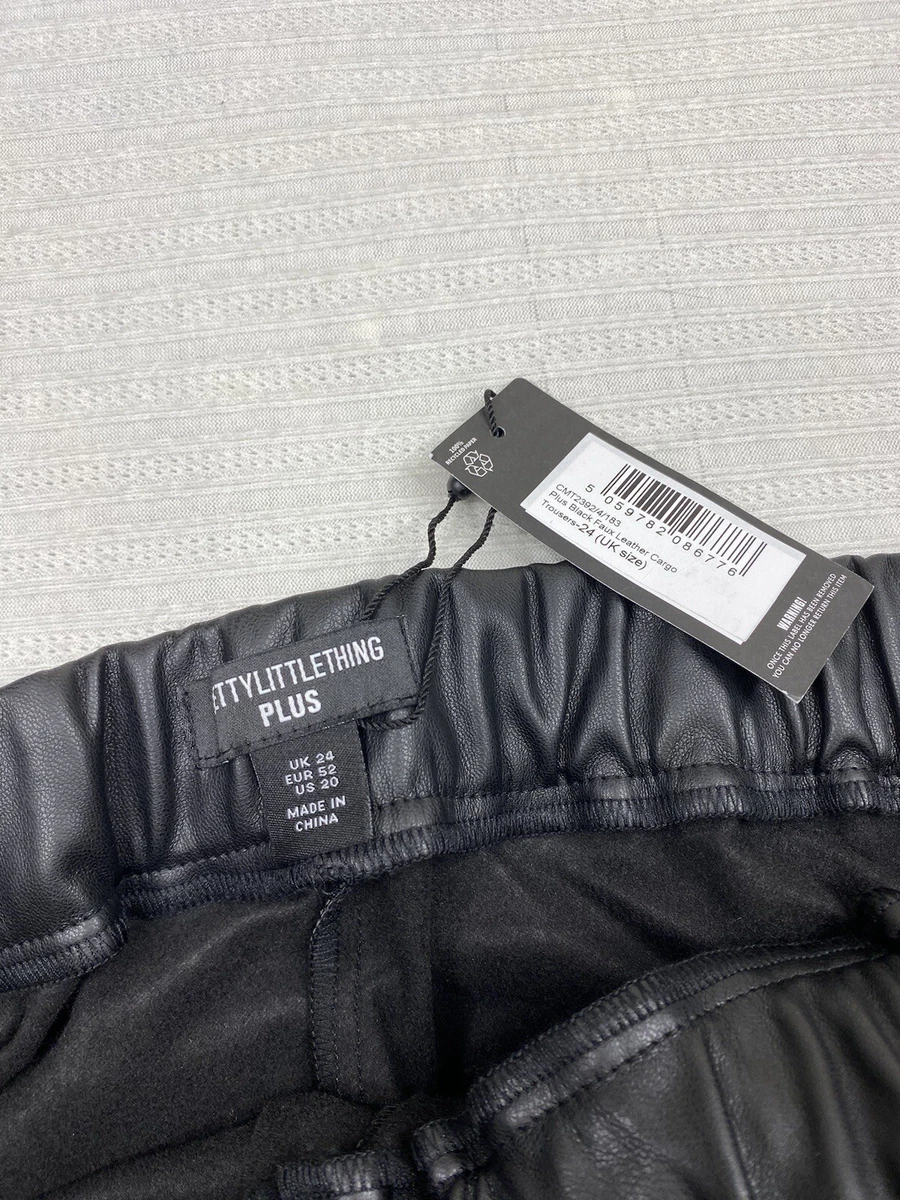 100%
RECYCLED PAPER
5 059782 086776
CMT2392/4/183
Plus Black Faux Leather Cargo
Trousers-24 (UK size)
WARNING!
ONCE THIS LABEL HAS BEEN REMOVED
YOU CAN NO LONGER RETURN THIS ITEM
ETTYLITTLETHING
PLUS
UK 24
EUR 52
US 20
MADE IN
CHINA